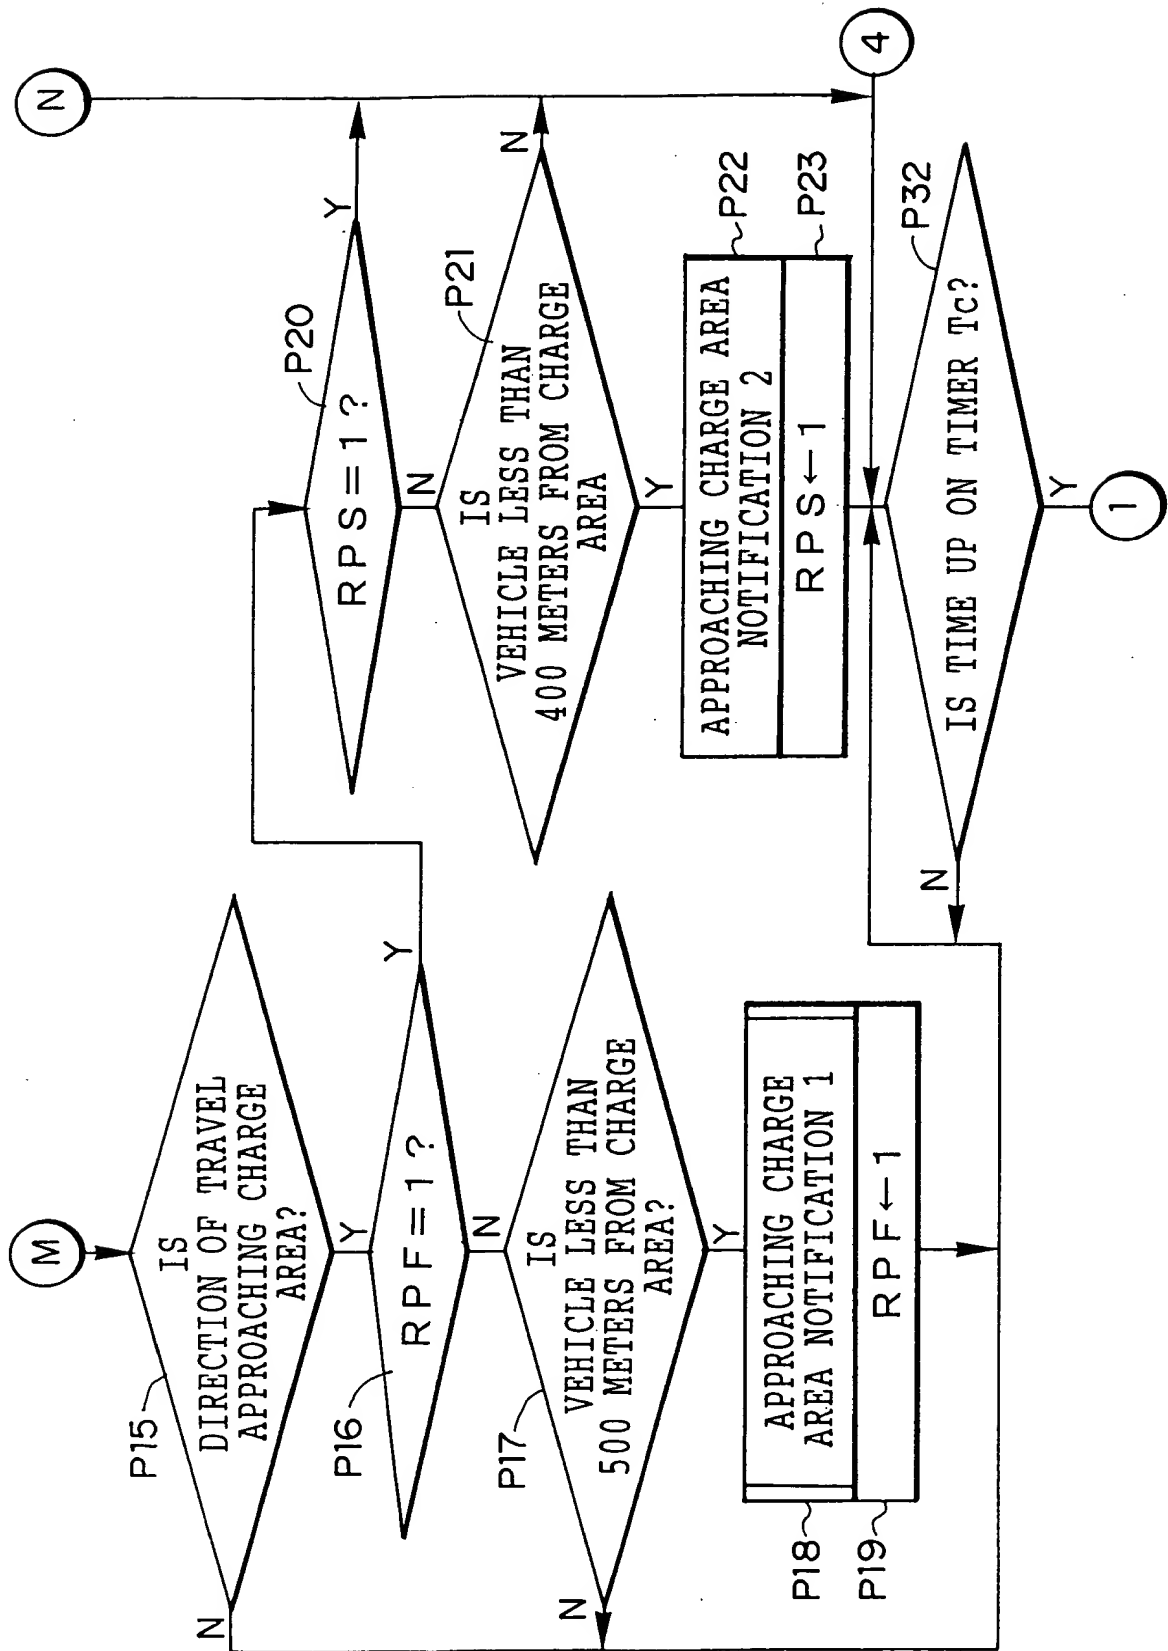 M
P15
IS
DIRECTION OF TRAVEL
APPROACHING CHARGE
AREA?
N
Y
P16
RPF=1?
Y
N
P17
IS
VEHICLE LESS THAN
500 METERS FROM CHARGE
AREA?
N
Y
P18
APPROACHING CHARGE
AREA NOTIFICATION 1
P19
RPF←1
N
P20
RPS=1?
Y
N
P21
IS
VEHICLE LESS THAN
400 METERS FROM CHARGE
AREA
N
Y
P22
APPROACHING CHARGE AREA
NOTIFICATION 2
P23
RPS←1
4
P32
IS TIME UP ON TIMER Tc?
N
Y
1